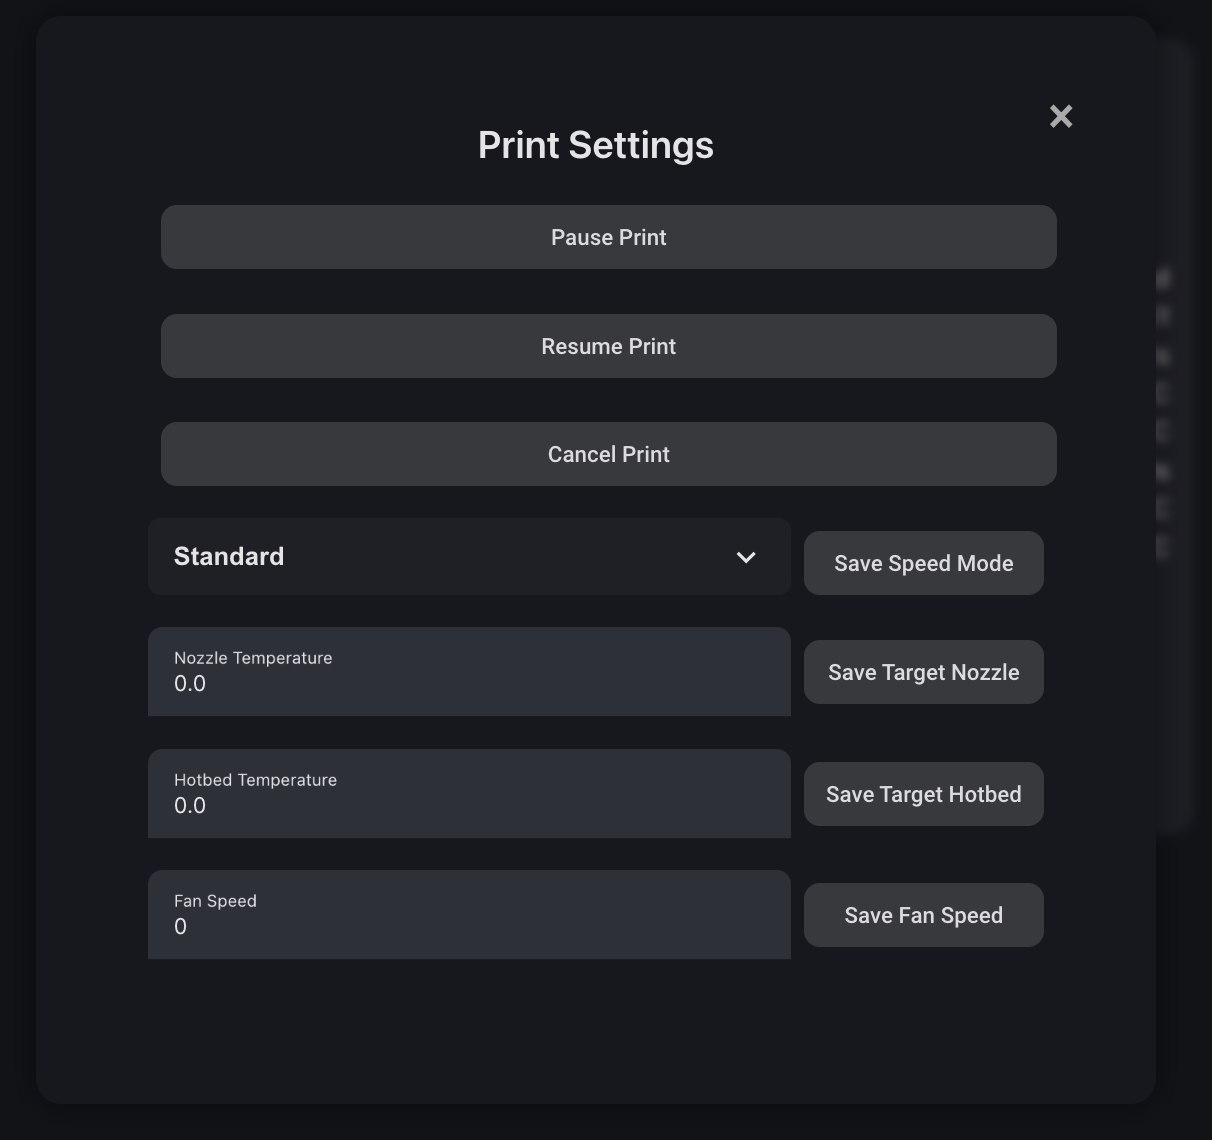 Print Settings
Pause Print
Resume Print
Cancel Print
Standard
Save Speed Mode
Nozzle Temperature
0.0
Save Target Nozzle
Hotbed Temperature
0.0
Save Target Hotbed
Fan Speed
0
Save Fan Speed